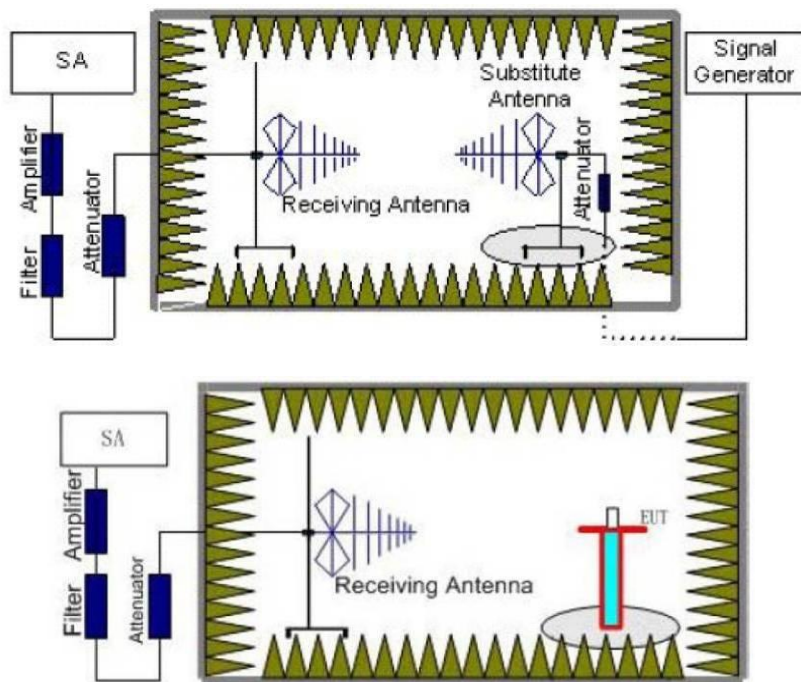 SA
Signal
Generator
Substitute
Antenna
Amplifier
Attenuator
Attenuator
Receiving Antenna
Filter
SA
Amplifier
EUT
Receiving Antenna
Filter
Attenuator